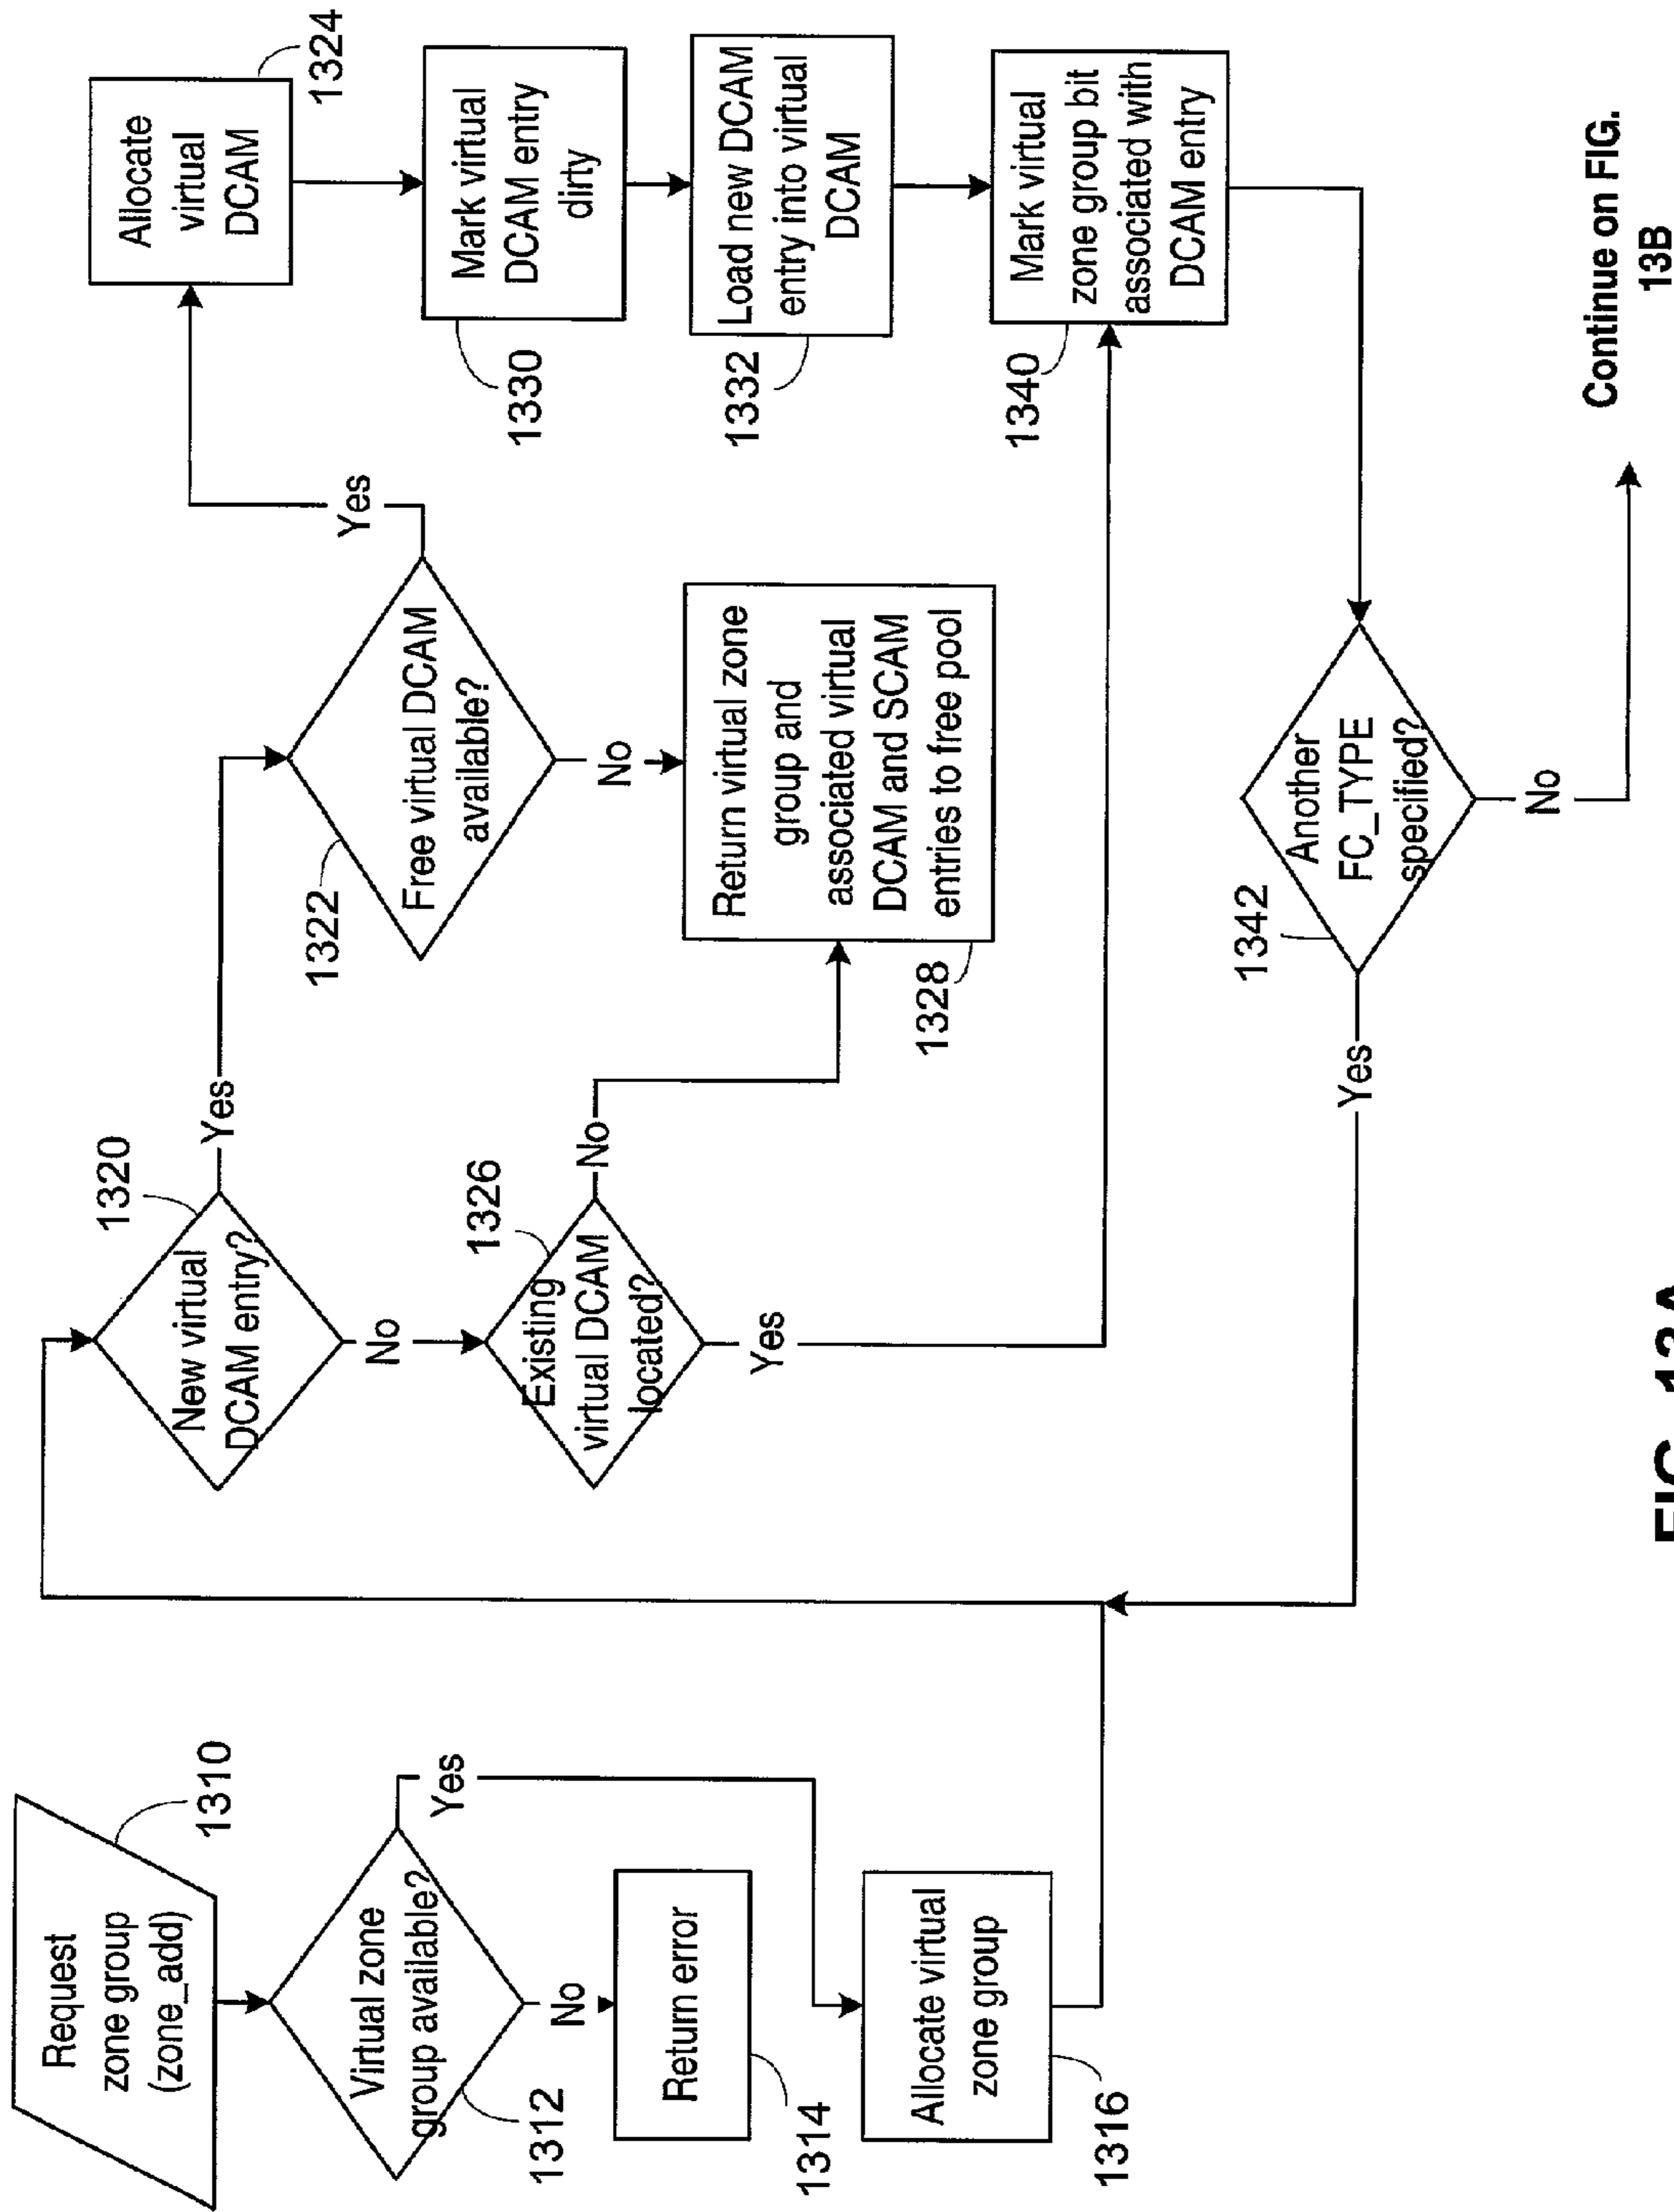 Request
zone group
(zone_add)
1310
Virtual zone
group available?
1312
Yes
No
Return error
1314
Allocate virtual
zone group
1316
New virtual
DCAM entry?
1320
Yes
No
Existing
virtual DCAM
located?
1326
No
Yes
Free virtual DCAM
available?
1322
Yes
No
Return virtual zone
group and
associated virtual
DCAM and SCAM
entries to free pool
1328
Allocate
virtual
DCAM
1324
Mark virtual
DCAM entry
dirty
1330
Load new DCAM
entry into virtual
DCAM
1332
Mark virtual
zone group bit
associated with
DCAM entry
1340
Another
FC_TYPE
specified?
1342
Yes
No
Continue on FIG.
13B
FIG. 13A